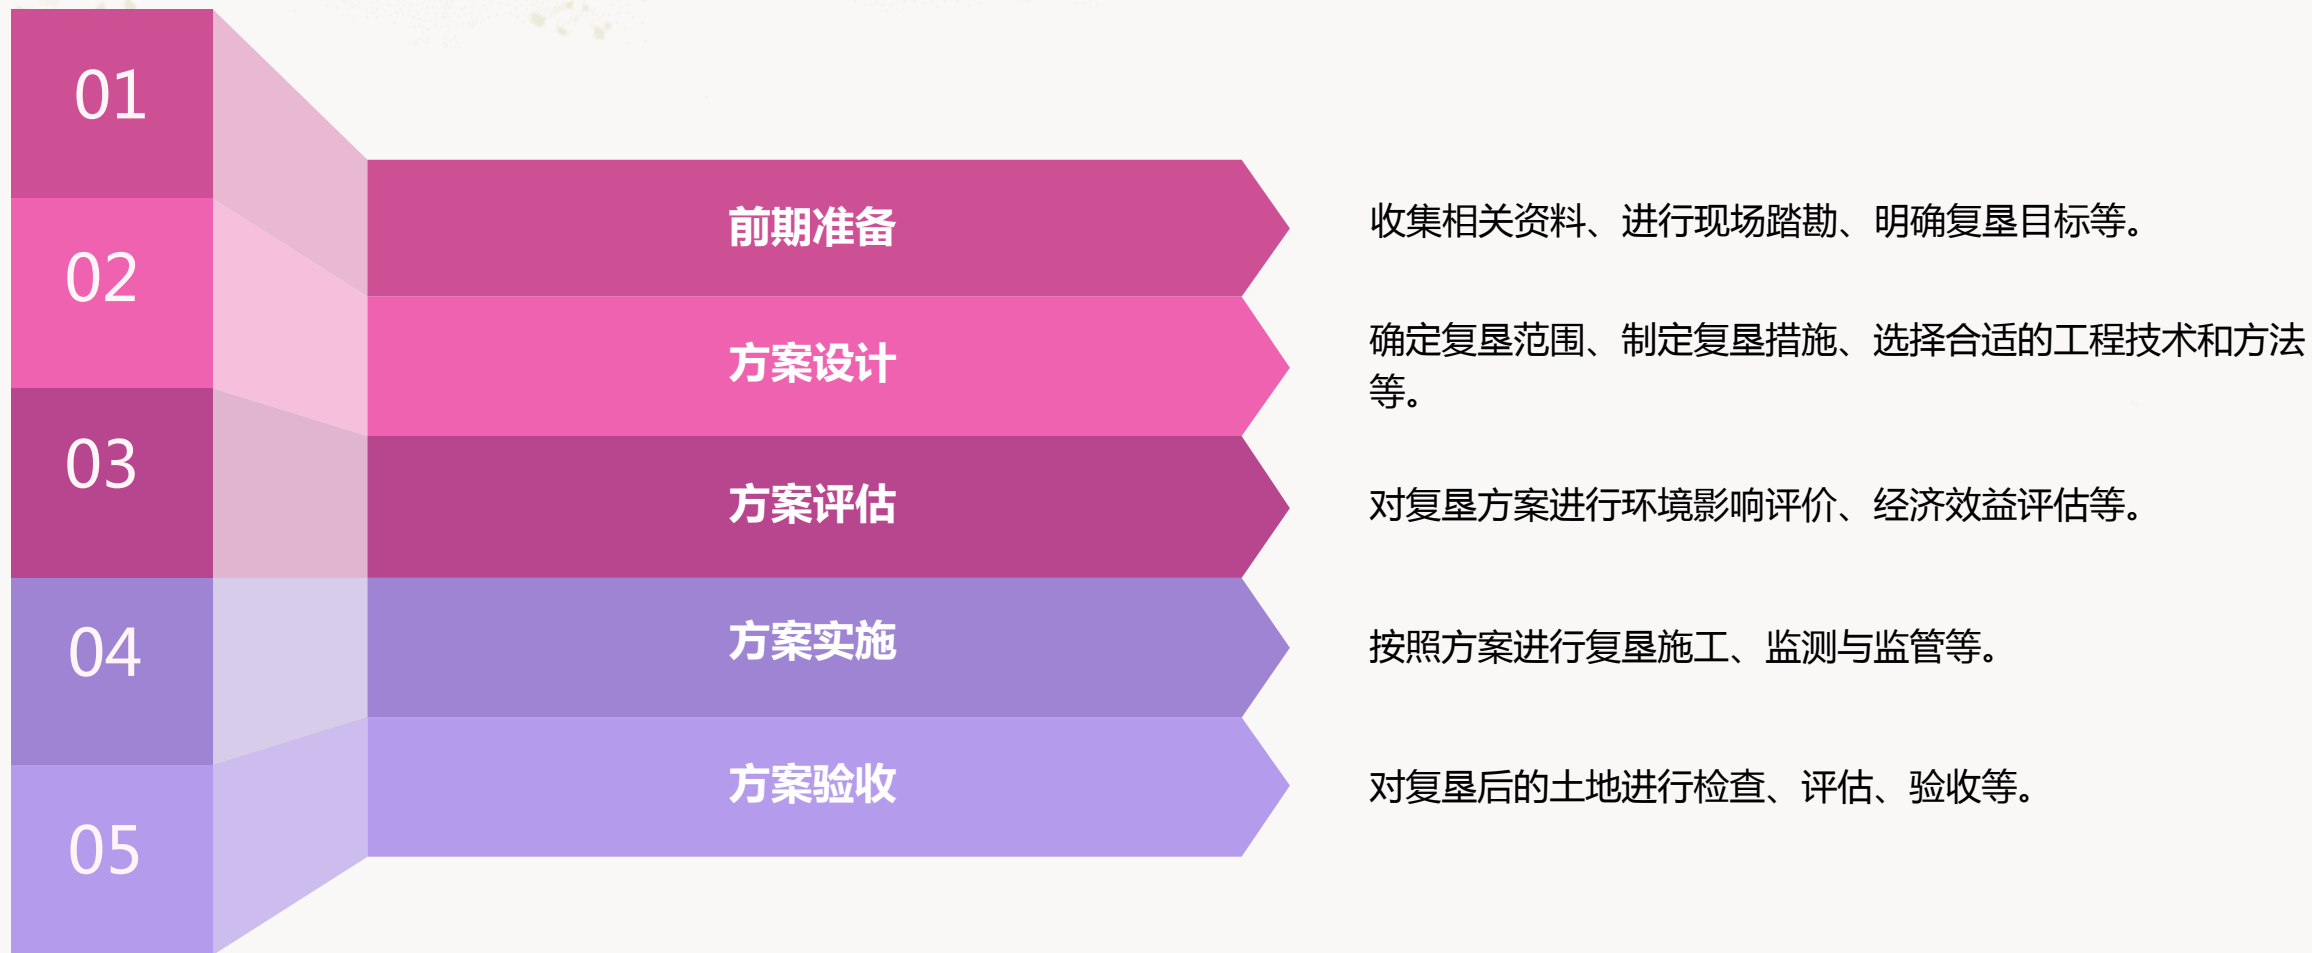 01
前期准备
收集相关资料、进行现场踏勘、明确复垦目标等。
02
方案设计
确定复垦范围、制定复垦措施、选择合适的工程技术和方法
等。
03
方案评估
对复垦方案进行环境影响评价、经济效益评估等。
04
方案实施
按照方案进行复垦施工、监测与监管等。
05
方案验收
对复垦后的土地进行检查、评估、验收等。